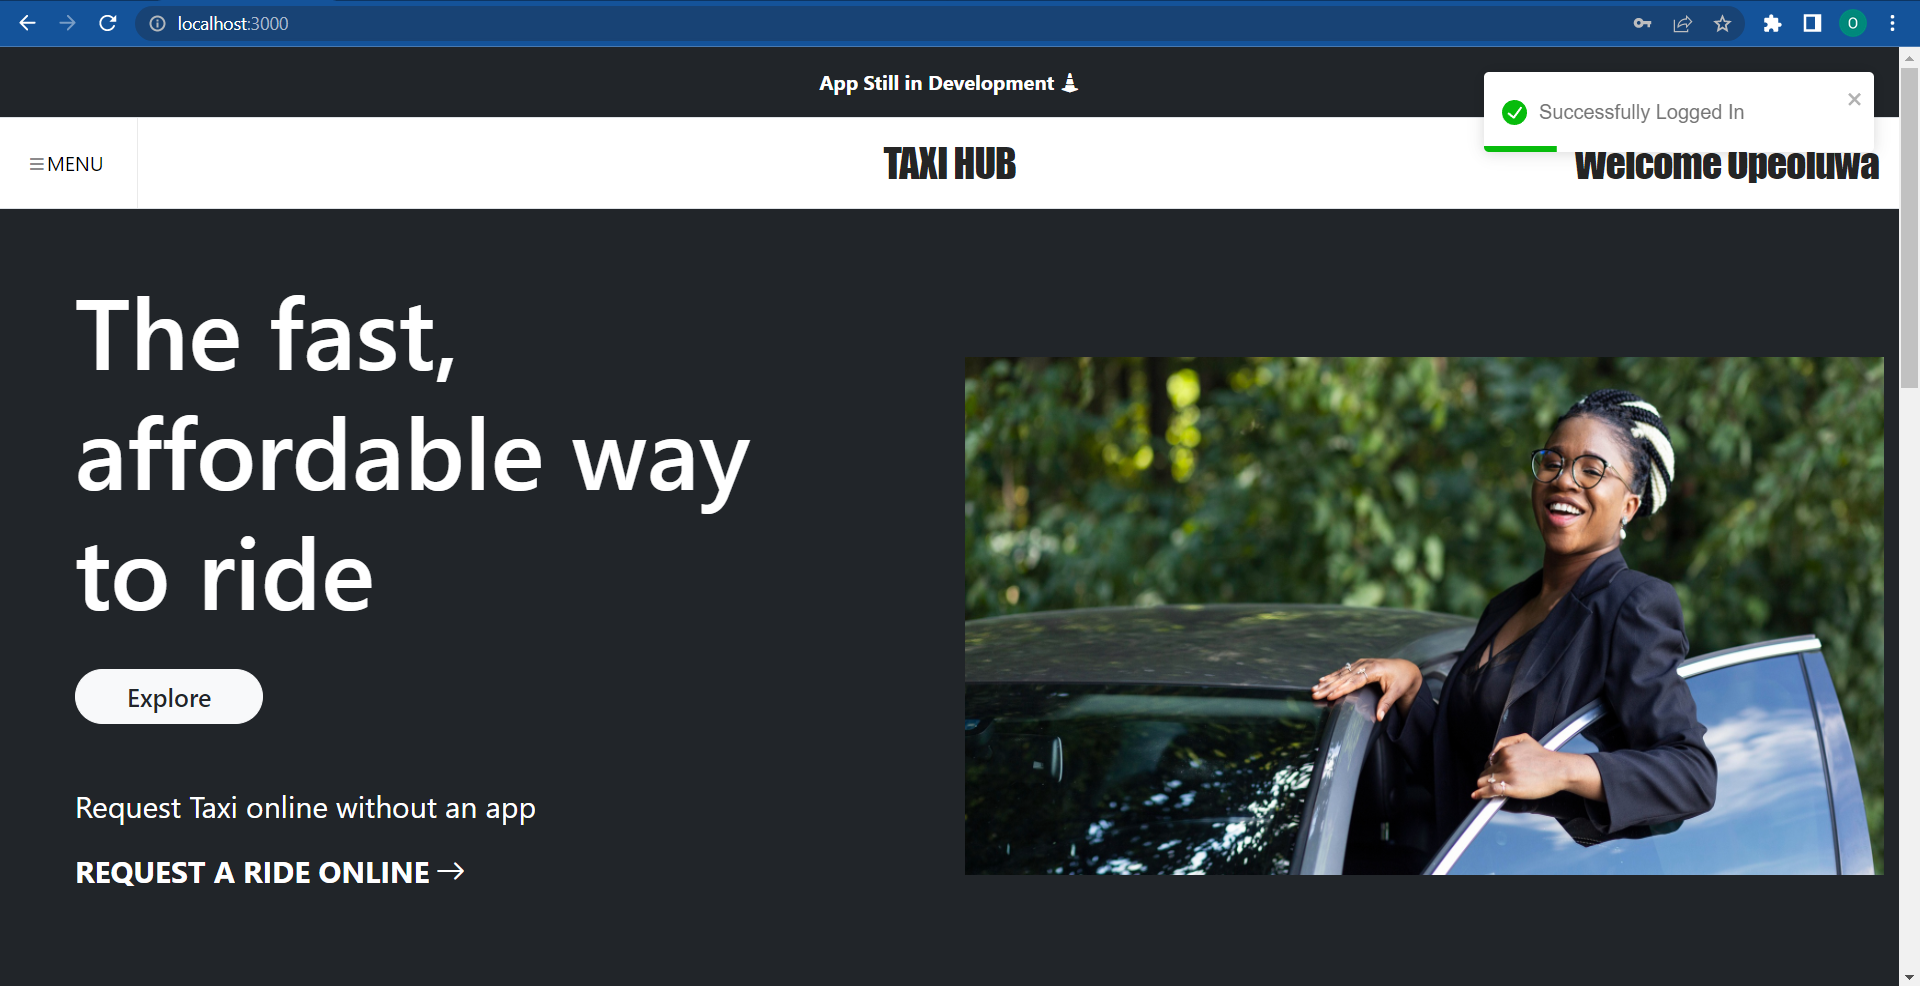 localhost:3000
O
App Still in Development
Successfully Logged In
MENU
TAXI HUB
Welcome Opeoluwa
The fast,
affordable way
to ride
Explore
Request Taxi online without an app
REQUEST A RIDE ONLINE